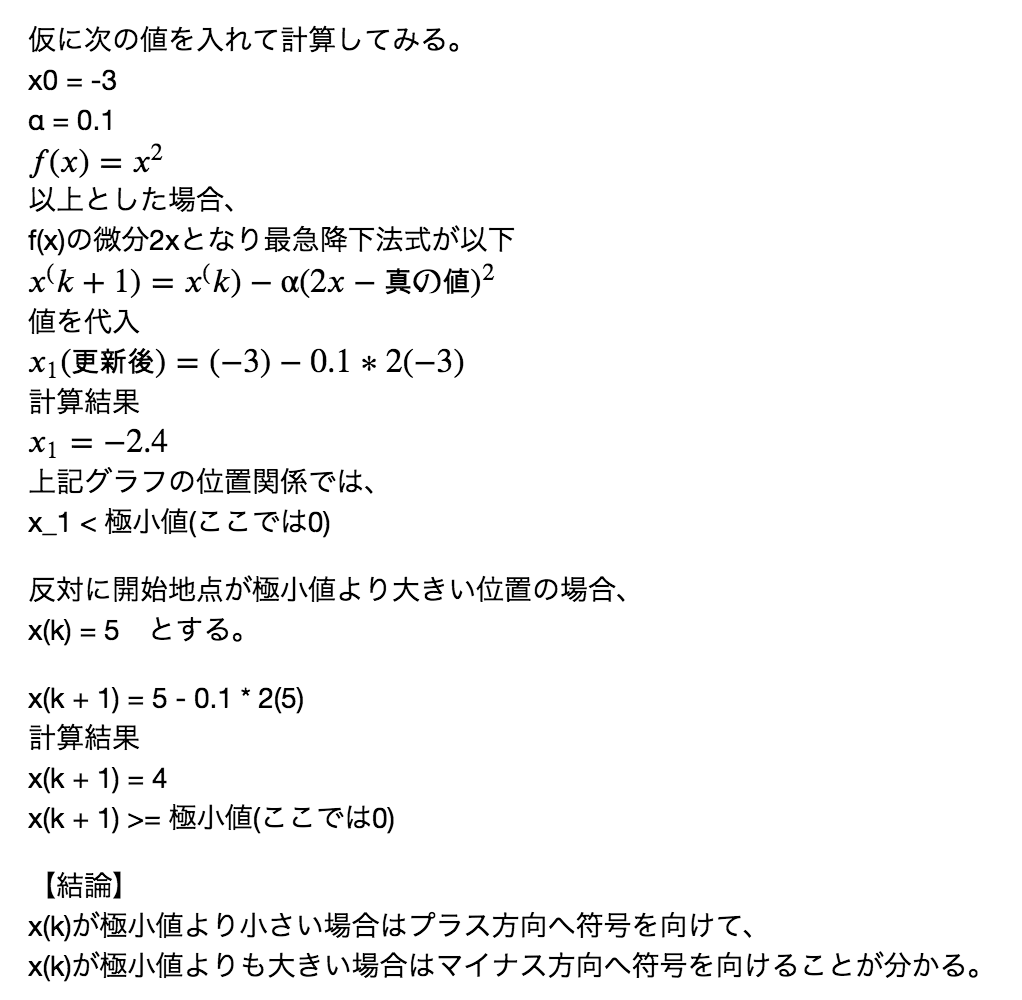 仮に次の値を入れて計算してみる。
x0 = -3
α = 0.1
f(x) = x²
以上とした場合、
f(x)の微分2xとなり最急降下法式が以下
x⁽k + 1) = x⁽k) − α(2x − 真の値)²
値を代入
x₁(更新後) = (−3) − 0.1 ∗ 2(−3)
計算結果
x₁ = −2.4
上記グラフの位置関係では、
x_1 < 極小値(ここでは0)
反対に開始地点が極小値より大きい位置の場合、
x(k) = 5　とする。
x(k + 1) = 5 - 0.1 * 2(5)
計算結果
x(k + 1) = 4
x(k + 1) >= 極小値(ここでは0)
【結論】
x(k)が極小値より小さい場合はプラス方向へ符号を向けて、
x(k)が極小値よりも大きい場合はマイナス方向へ符号を向けることが分かる。